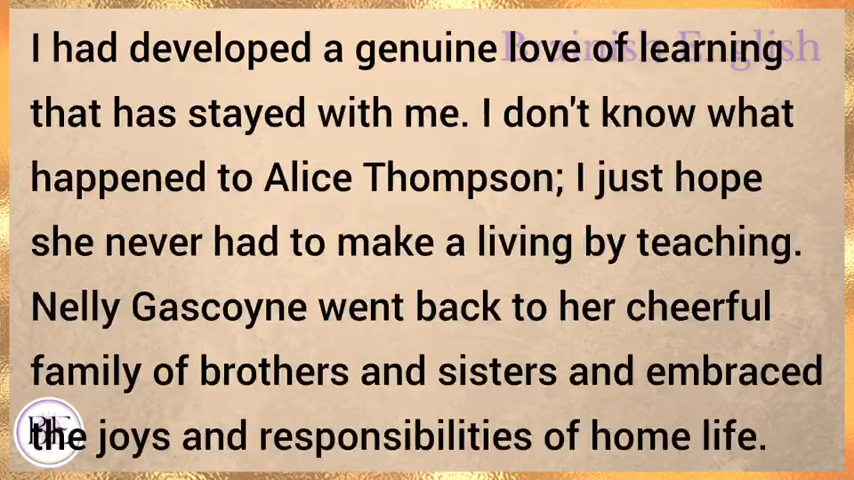 I had developed a genuine love of learning
that has stayed with me. I don't know what
happened to Alice Thompson; I just hope
she never had to make a living by teaching.
Nelly Gascoyne went back to her cheerful
family of brothers and sisters and embraced
the joys and responsibilities of home life.
Brainish English